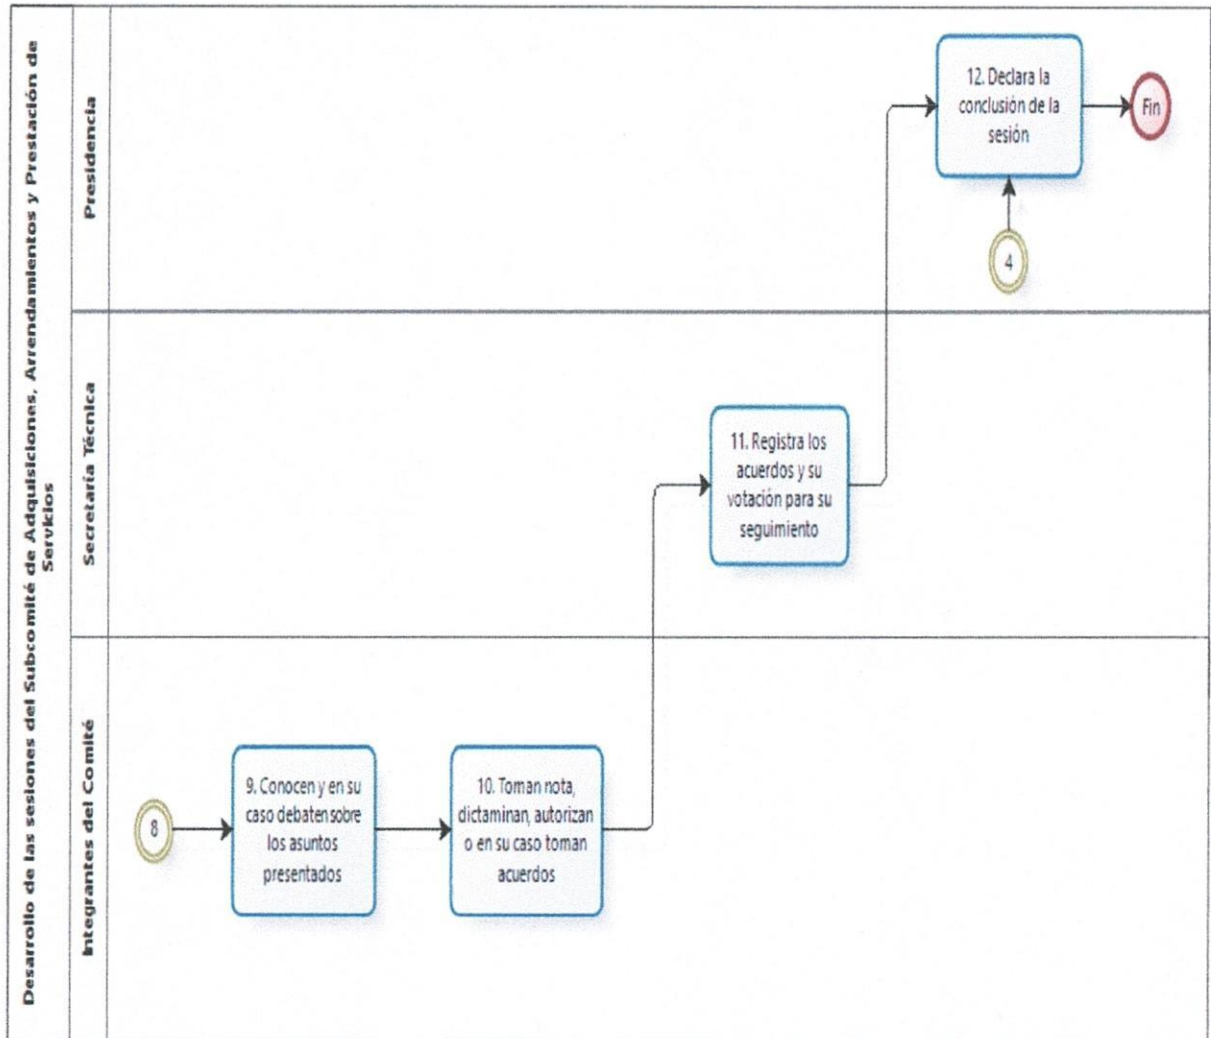 Desarrollo de las sesiones del Subcomité de Adquisiciones, Arrendamientos y Prestación de
Servicios
Presidencia
12. Declara la
conclusión de la
sesión
Fin
4
Secretaría Técnica
11. Registra los
acuerdos y su
votación para su
seguimiento
Integrantes del Comité
8
9. Conocen y en su
caso debaten sobre
los asuntos
presentados
10. Toman nota,
dictaminan, autorizan
o en su caso toman
acuerdos